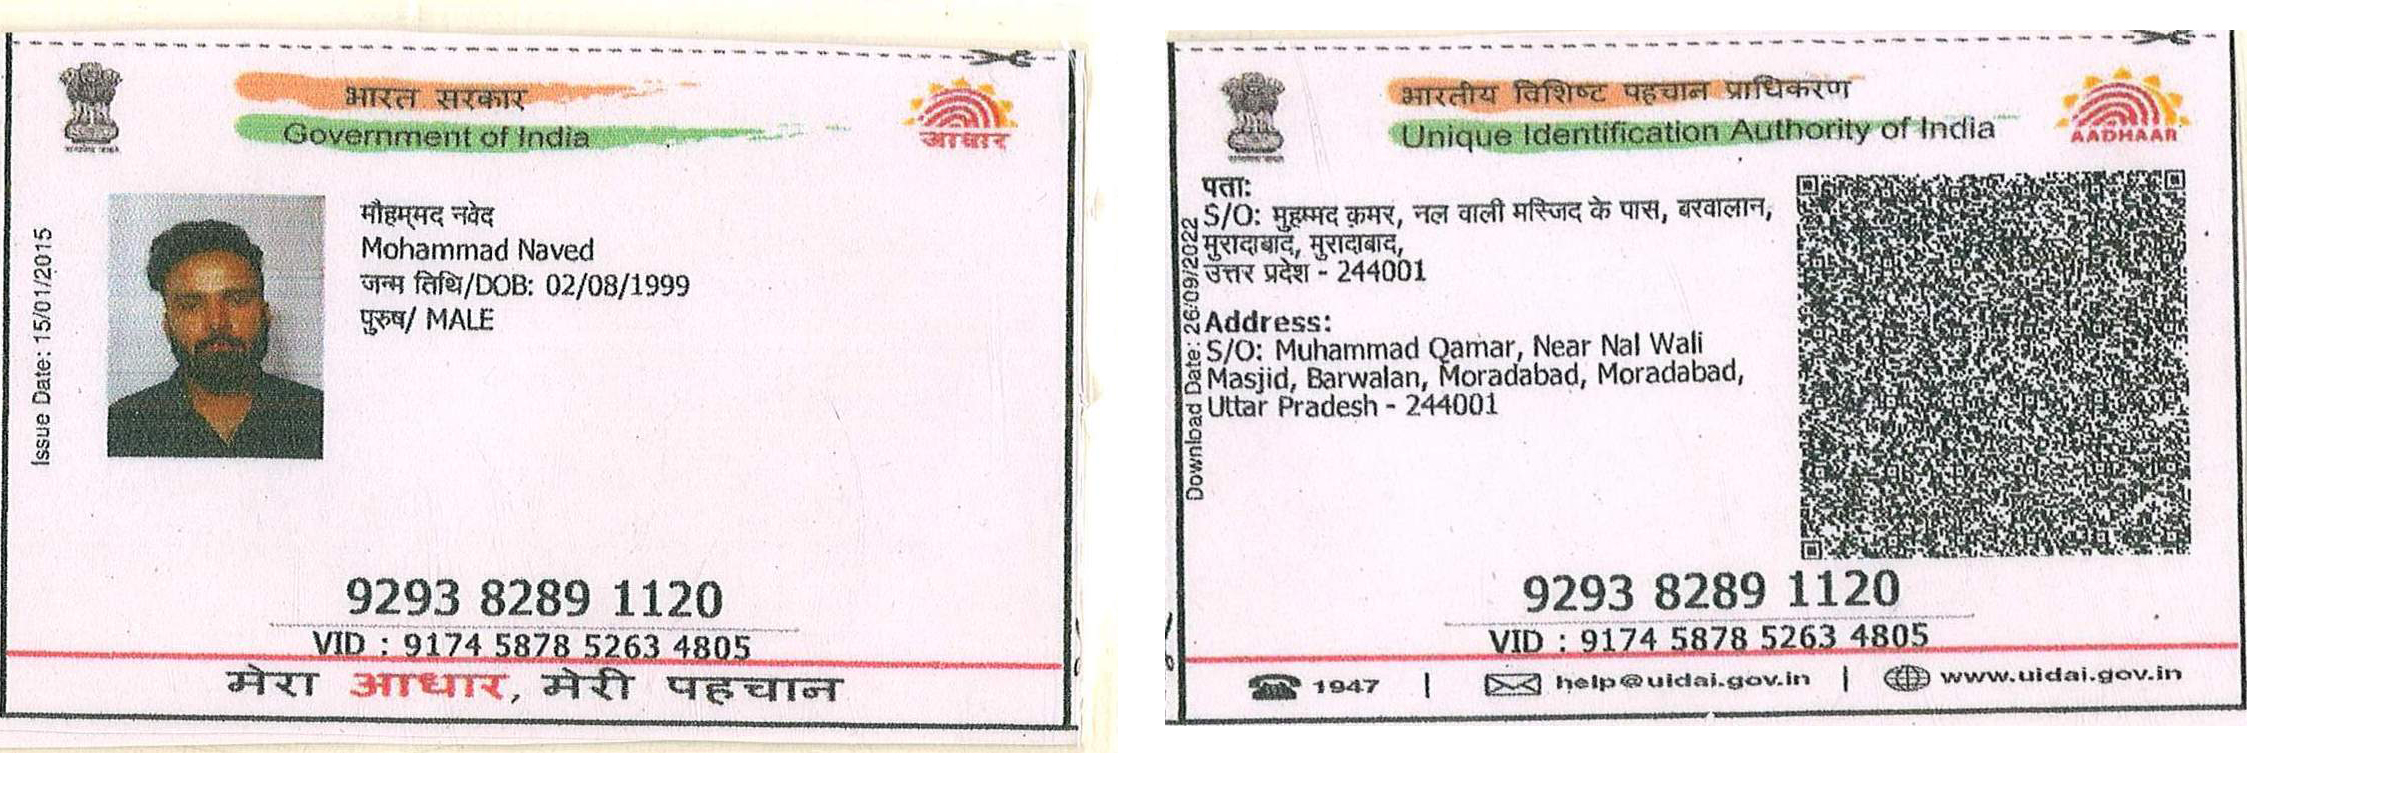 भारत सरकार
Government of India
आधार
Issue Date: 15/01/2015
मौहम्मद नवेद
Mohammad Naved
जन्म तिथि/DOB: 02/08/1999
पुरुष/ MALE
9293 8289 1120
VID : 9174 5878 5263 4805
मेरा आधार, मेरी पहचान
भारतीय विशिष्ट पहचान प्राधिकरण
Unique Identification Authority of India
AADHAAR
Download Date: 26/09/2022
पता:
S/O: मुहम्मद क़मर, नल वाली मस्जिद के पास, बरवालान,
मुरादाबाद, मुरादाबाद,
उत्तर प्रदेश - 244001
Address:
S/O: Muhammad Qamar, Near Nal Wali
Masjid, Barwalan, Moradabad, Moradabad,
Uttar Pradesh - 244001
9293 8289 1120
VID : 9174 5878 5263 4805
1947 | help@uidai.gov.in | www.uidai.gov.in